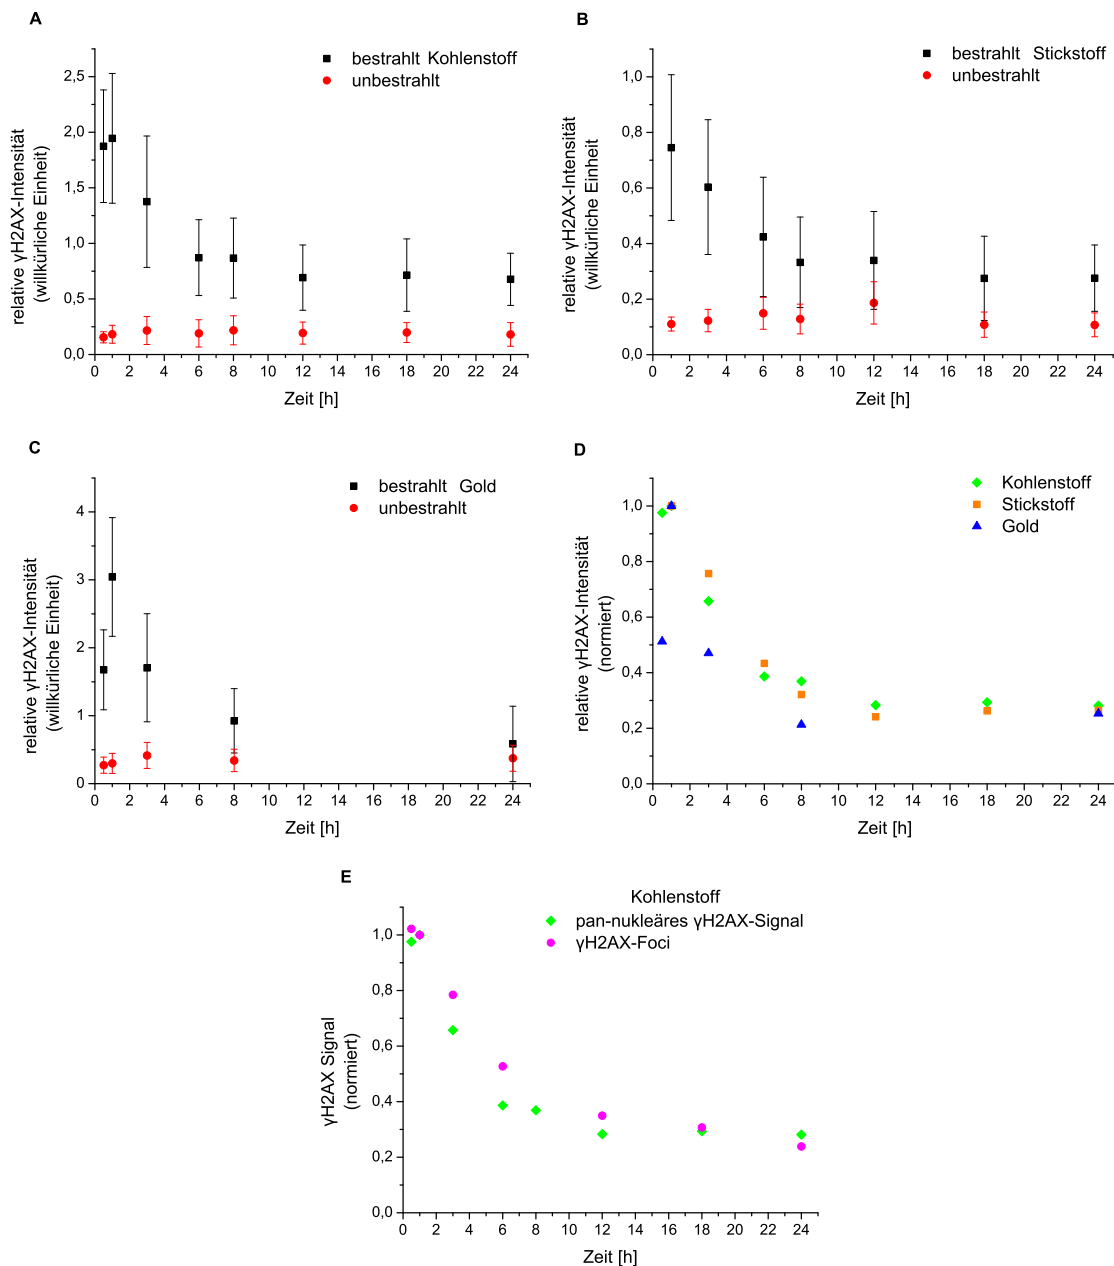 A
bestrahlt Kohlenstoff
unbestrahlt
relative γH2AX-Intensität
(willkürliche Einheit)
2,5
2,0
1,5
1,0
0,5
0,0
0 2 4 6 8 10 12 14 16 18 20 22 24
Zeit [h]
B
bestrahlt Stickstoff
unbestrahlt
relative γH2AX-Intensität
(willkürliche Einheit
1,0
0,8
0,6
0,4
0,2
0,0
0 2 4 6 8 10 12 14 16 18 20 22 24
Zeit [h]
C
bestrahlt Gold
unbestrahlt
relative γH2AX-Intensität
(willkürliche Einheit)
4
3
2
1
0
0 2 4 6 8 10 12 14 16 18 20 22 24
Zeit [h]
D
Kohlenstoff
Stickstoff
Gold
relative γH2AX-Intensität
(normiert)
1,0
0,8
0,6
0,4
0,2
0,0
0 2 4 6 8 10 12 14 16 18 20 22 24
Zeit [h]
E
Kohlenstoff
pan-nukleäres γH2AX-Signal
γH2AX-Foci
γH2AX Signal
(normiert)
1,0
0,8
0,6
0,4
0,2
0,0
0 2 4 6 8 10 12 14 16 18 20 22 24
Zeit [h]